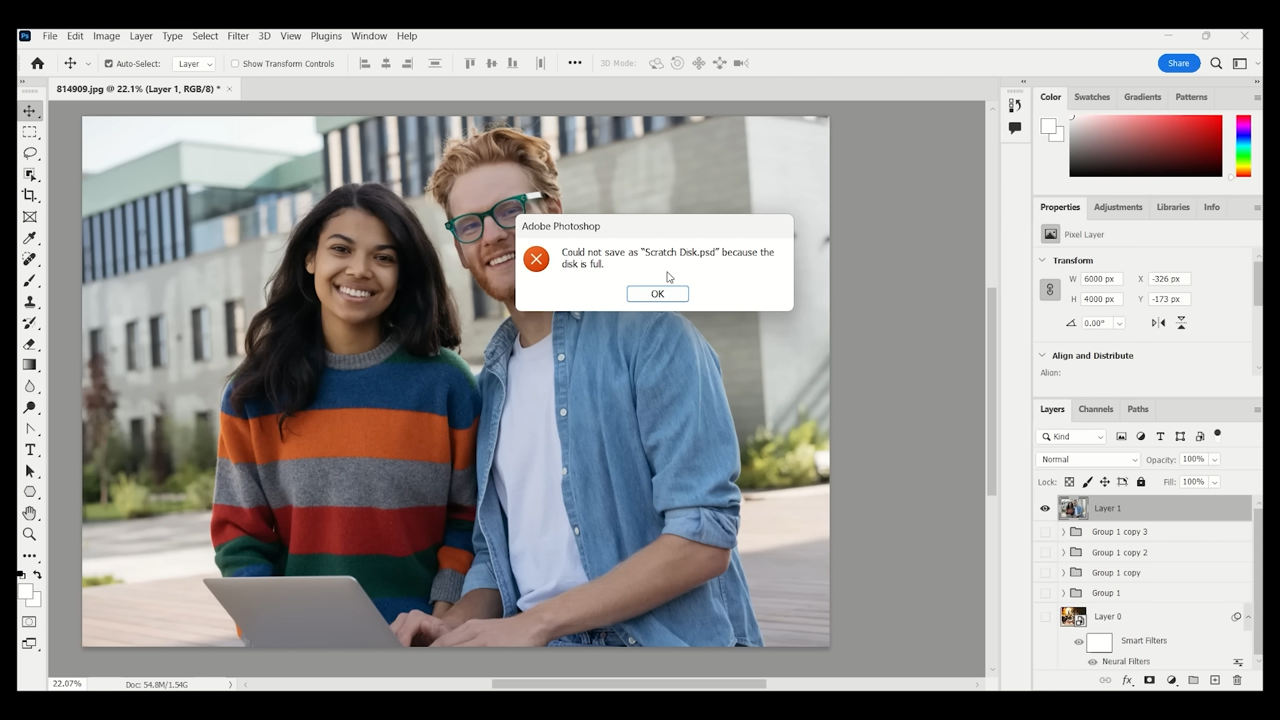 Ps File Edit Image Layer Type Select Filter 3D View Plugins Window Help
Auto-Select: Layer Show Transform Controls 3D Mode: Share
814909.jpg @ 22.1% (Layer 1, RGB/8) *
Color Swatches Gradients Patterns
Adobe Photoshop
Could not save as "Scratch Disk.psd" because the
disk is full.
OK
Properties Adjustments Libraries Info
Pixel Layer
Transform
W 6000 px X -326 px
H 4000 px Y -173 px
0.00°
Align and Distribute
Align:
Layers Channels Paths
Kind
Normal Opacity: 100%
Lock: Fill: 100%
Layer 1
Group 1 copy 3
Group 1 copy 2
Group 1 copy
Group 1
Layer 0
Smart Filters
Neural Filters
fx
22.07% Doc: 54.8M/1.54G